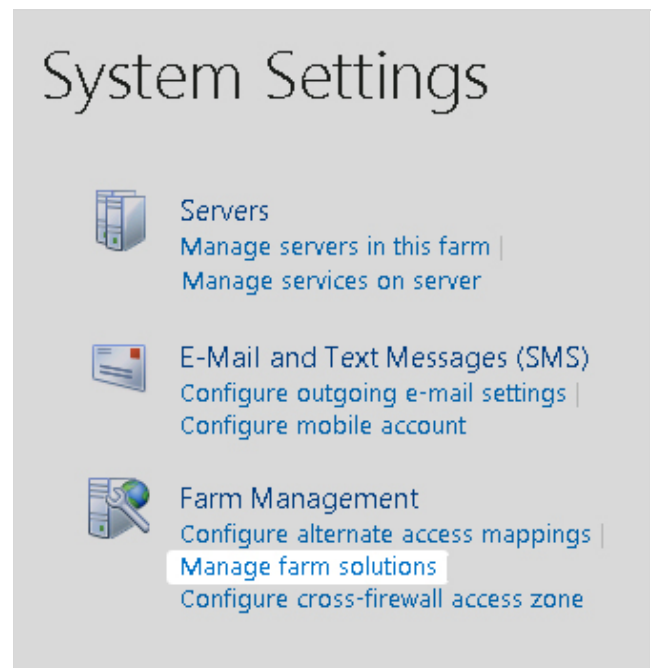 System Settings
Servers
Manage servers in this farm |
Manage services on server
E-Mail and Text Messages (SMS)
Configure outgoing e-mail settings |
Configure mobile account
Farm Management
Configure alternate access mappings |
Manage farm solutions
Configure cross-firewall access zone